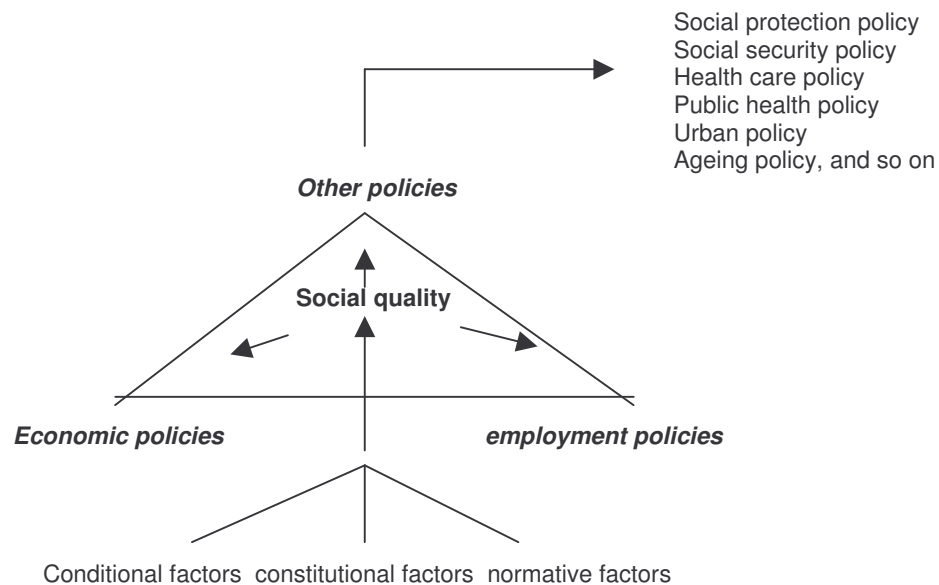 Social protection policy
Social security policy
Health care policy
Public health policy
Urban policy
Ageing policy, and so on
Other policies
Social quality
Economic policies
employment policies
Conditional factors constitutional factors normative factors